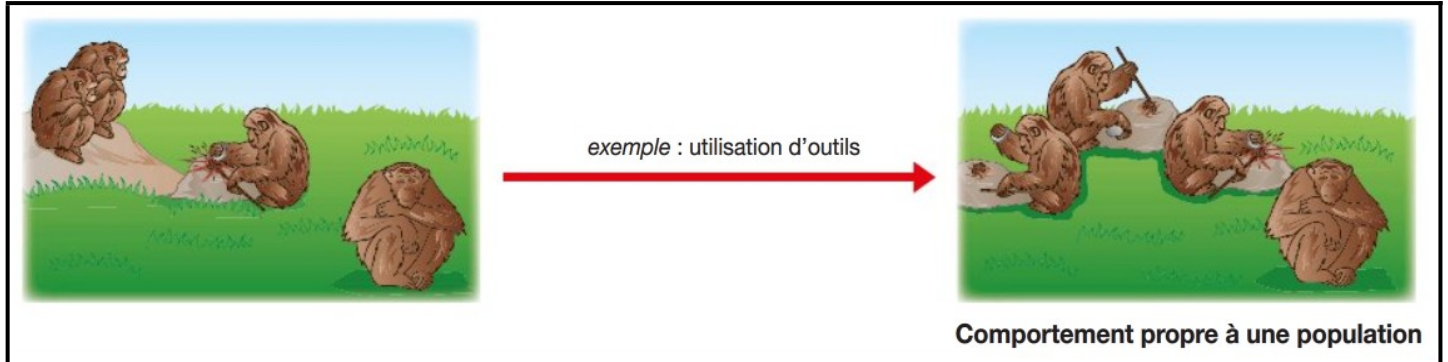 exemple : utilisation d’outils
Comportement propre à une population